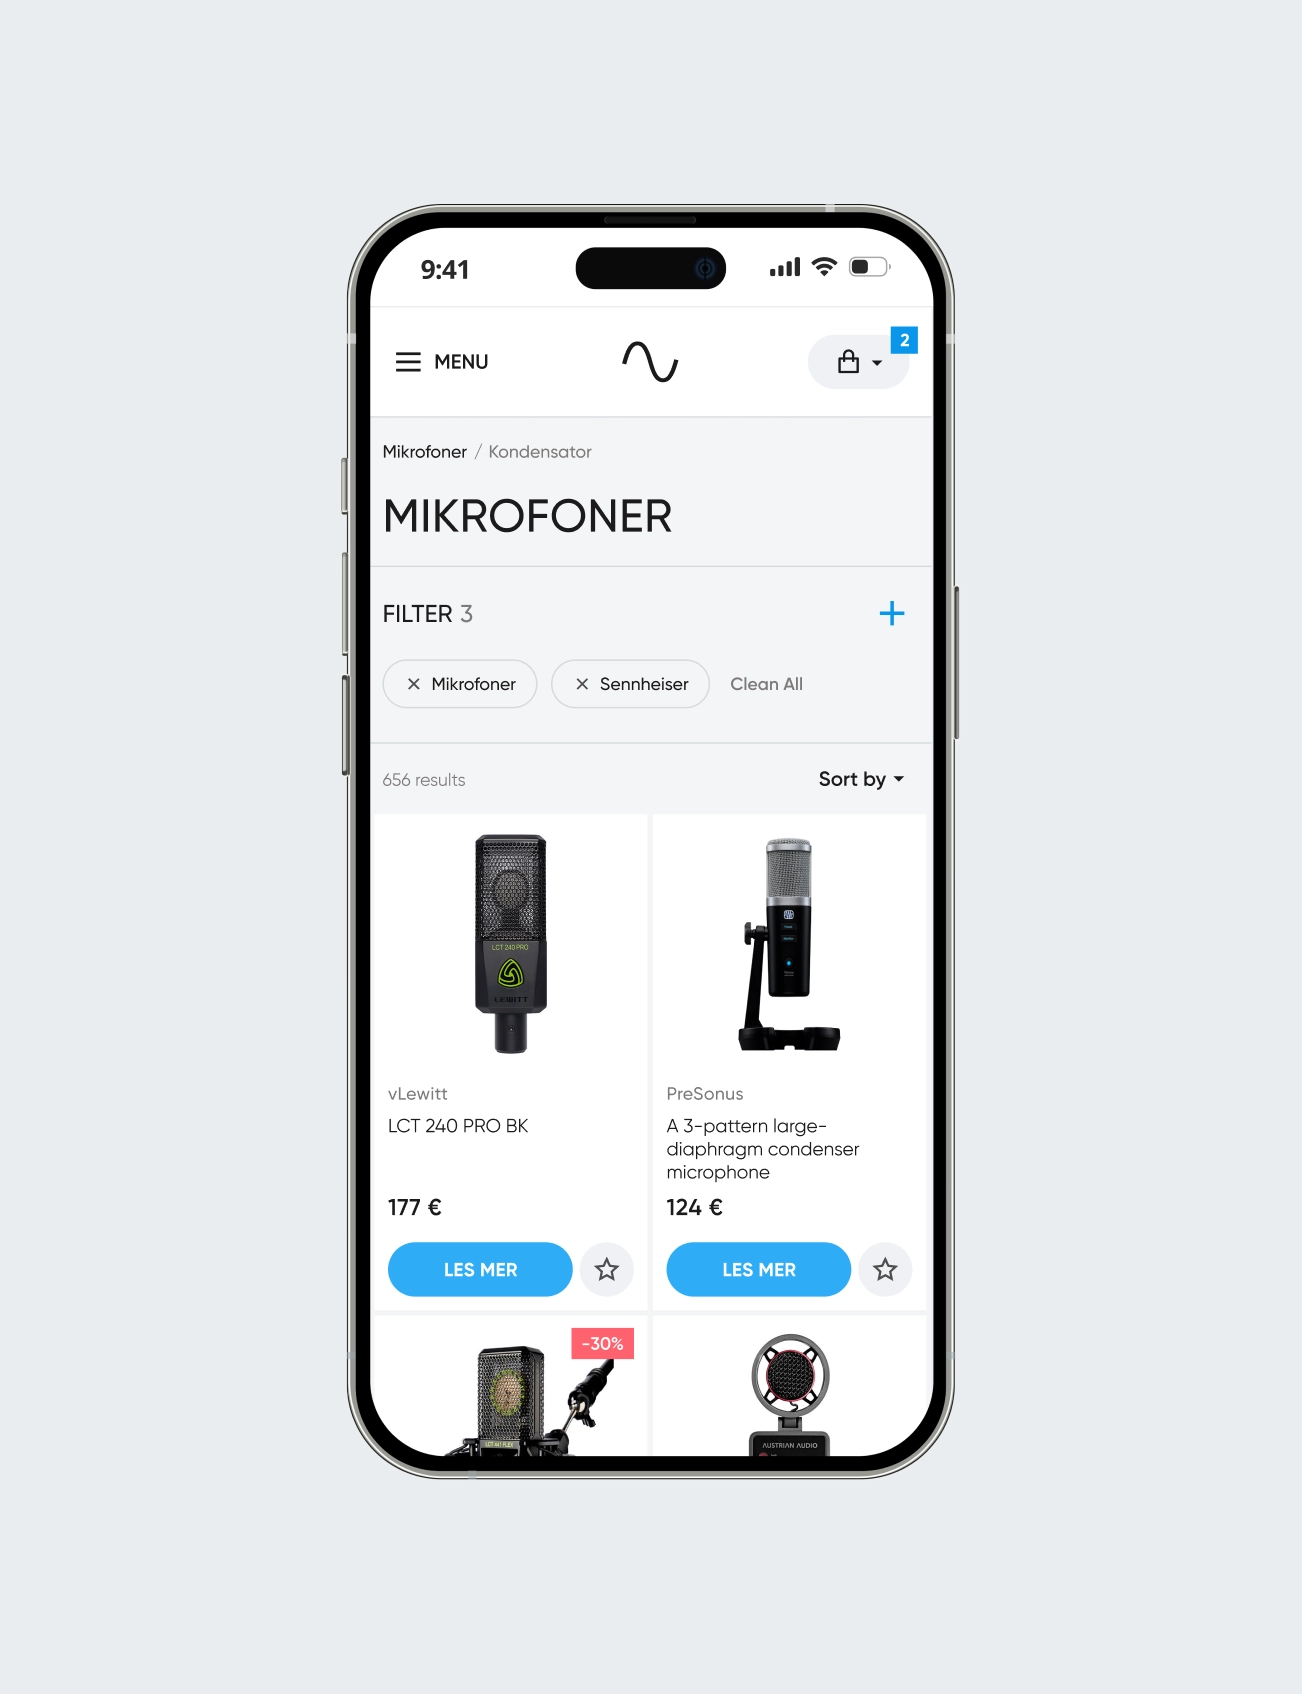 9:41
MENU
2
Mikrofoner / Kondensator
MIKROFONER
FILTER 3
Mikrofoner
Sennheiser
Clean All
656 results
Sort by
LCT 240 PRO
LEWITT
vLewitt
LCT 240 PRO BK
177 €
LES MER
PreSonus
A 3-pattern large-
diaphragm condenser
microphone
124 €
LES MER
-30%
LCT 441 FLEX
AUSTRIAN AUDIO